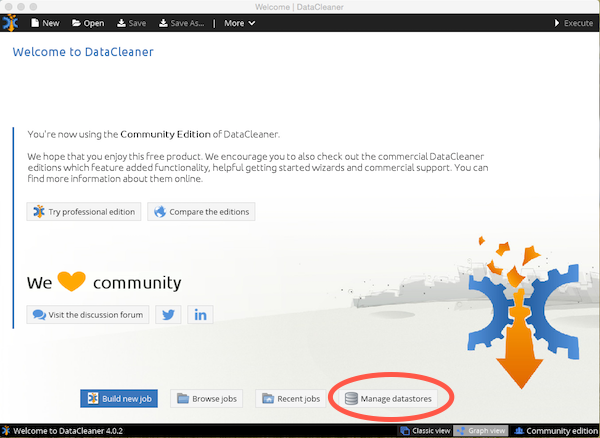 Welcome | DataCleaner
New Open Save Save As... | More Execute
Welcome to DataCleaner
You're now using the Community Edition of DataCleaner.
We hope that you enjoy this free product. We encourage you to also check out the commercial DataCleaner
editions which feature added functionality, helpful getting started wizards and commercial support. You can
find more information about them online.
Try professional edition Compare the editions
We community
Visit the discussion forum in
Build new job Browse jobs Recent jobs Manage datastores
Welcome to DataCleaner 4.0.2 Classic view Graph view Community edition